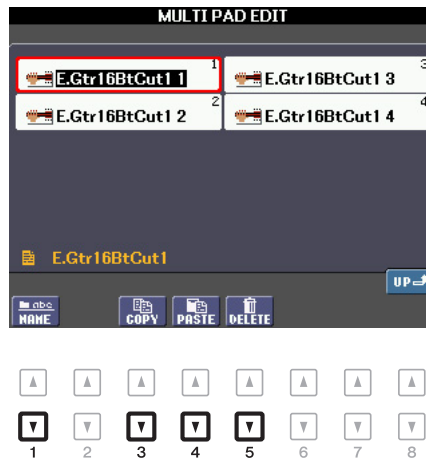 MULTI PAD EDIT
1
E.Gtr16BtCut1 1
3
E.Gtr16BtCut1 3
2
E.Gtr16BtCut1 2
4
E.Gtr16BtCut1 4
E.Gtr16BtCut1
UP
abc
NAME
COPY
PASTE
DELETE
1 2 3 4 5 6 7 8